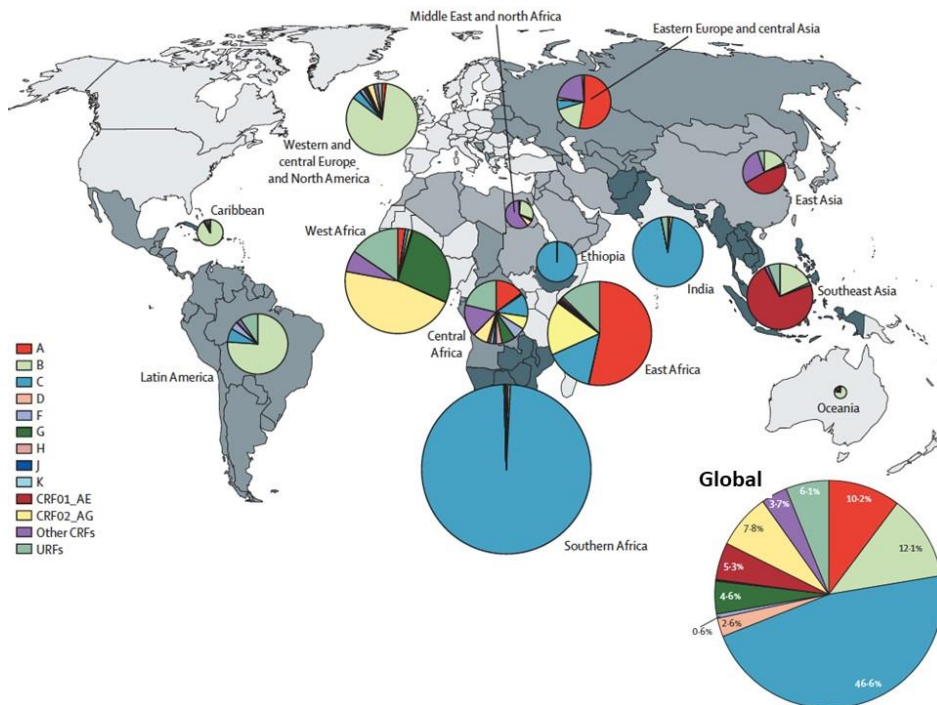 Middle East and north Africa
Eastern Europe and central Asia
Western and
central Europe
and North America
East Asia
Caribbean
West Africa
Ethiopia
India
Southeast Asia
Central
Africa
East Africa
Latin America
Oceania
Southern Africa
A
B
C
D
F
G
H
J
K
CRF01_AE
CRF02_AG
Other CRFs
URFs
Global
6·1%
10·2%
3·7%
7·8%
12·1%
5·3%
4·6%
0·6%
2·6%
46·6%